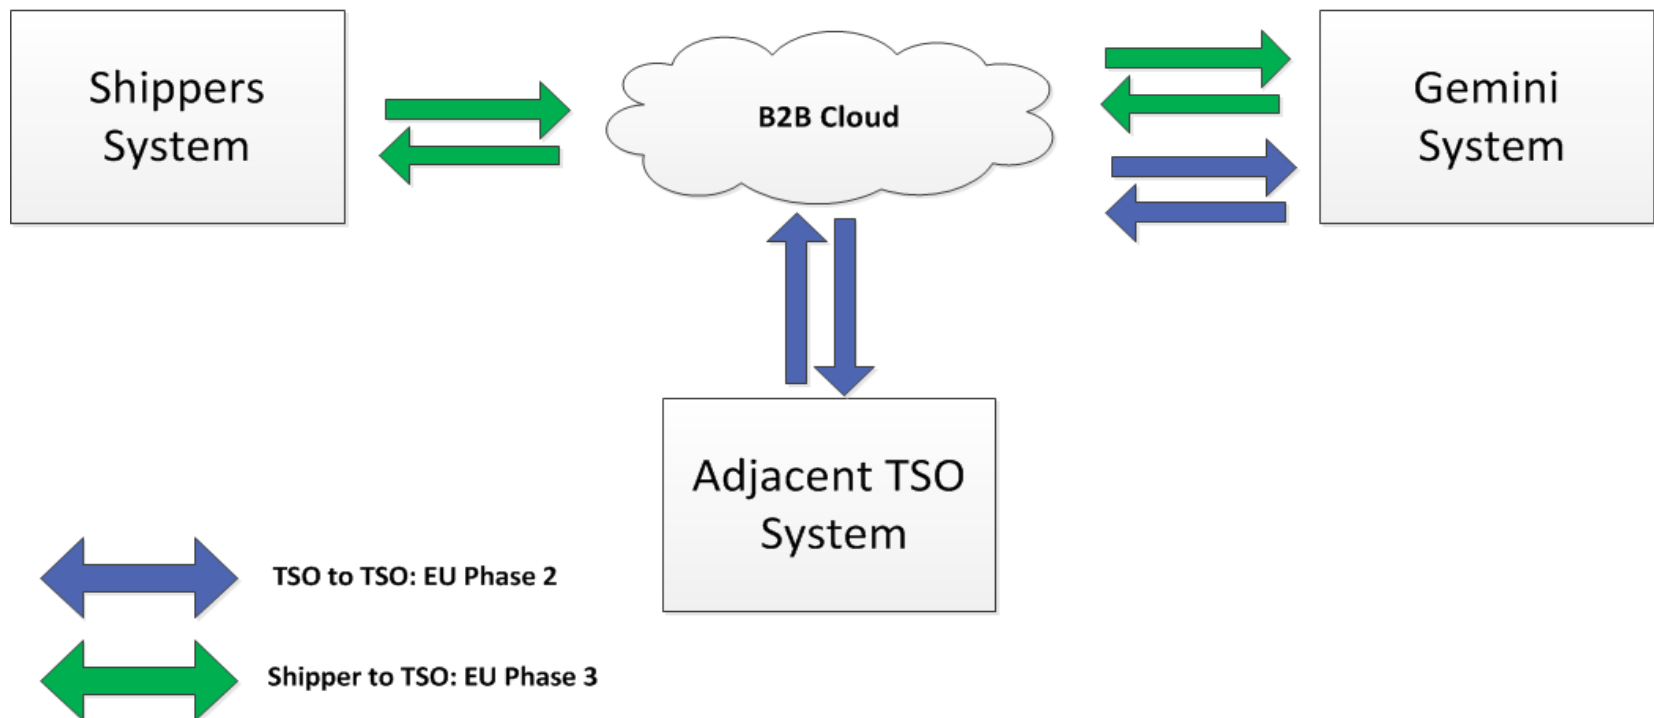 Shippers
System
B2B Cloud
Gemini
System
Adjacent TSO
System
TSO to TSO: EU Phase 2
Shipper to TSO: EU Phase 3